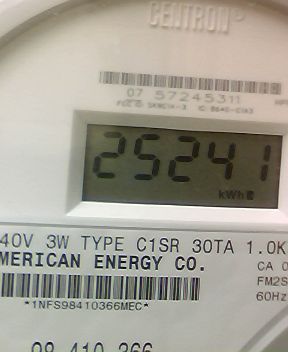 CENTRON
07 57245311
25241
kWh
40V 3W TYPE C1SR 30TA 1.0K
MERICAN ENERGY CO.
CA 0
FM2S
60Hz
*1NFS98410366MEC*
98 410 366